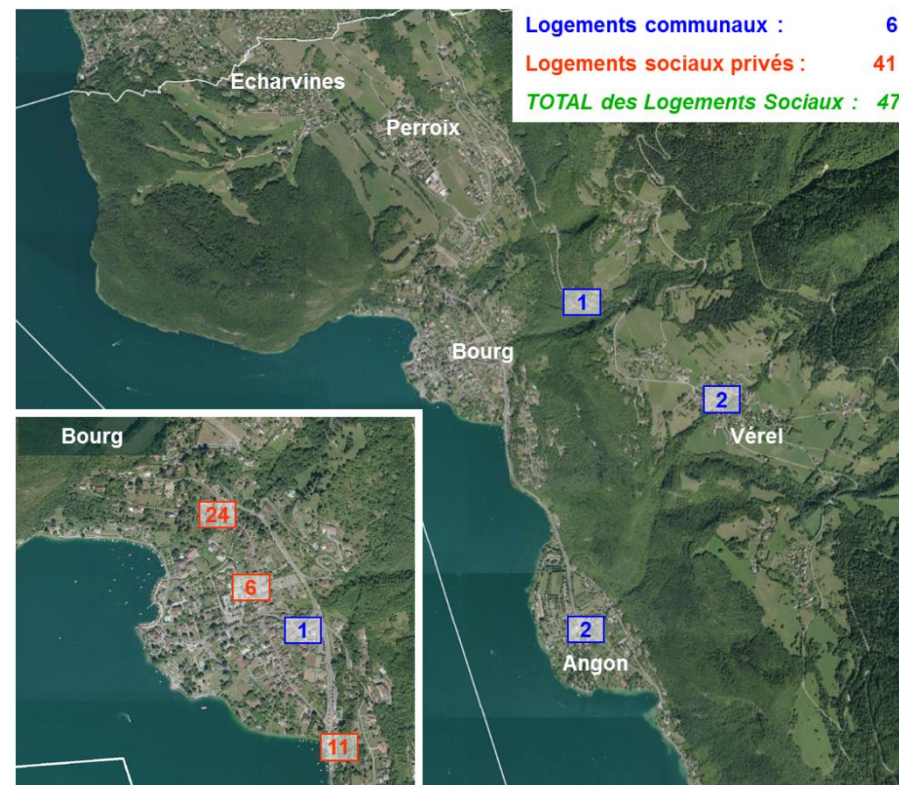 Logements communaux : 6
Logements sociaux privés : 41
TOTAL des Logements Sociaux : 47
Echarvines
Perroix
1
Bourg
2
Vérel
Bourg
24
6
1
2
Angon
11